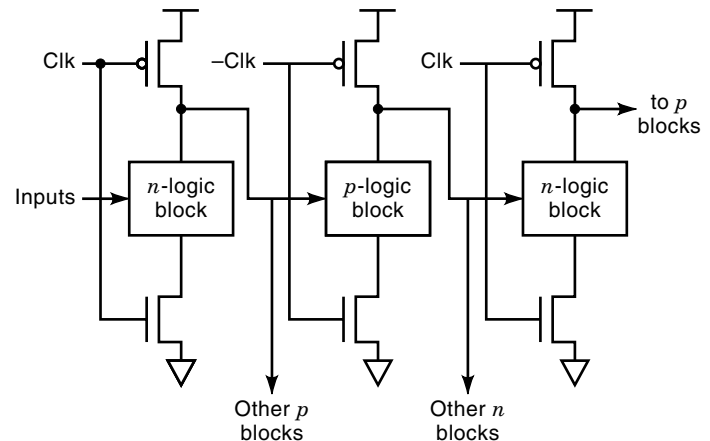 Clk
–Clk
Clk
to p
blocks
Inputs
n-logic
block
p-logic
block
n-logic
block
Other p
blocks
Other n
blocks